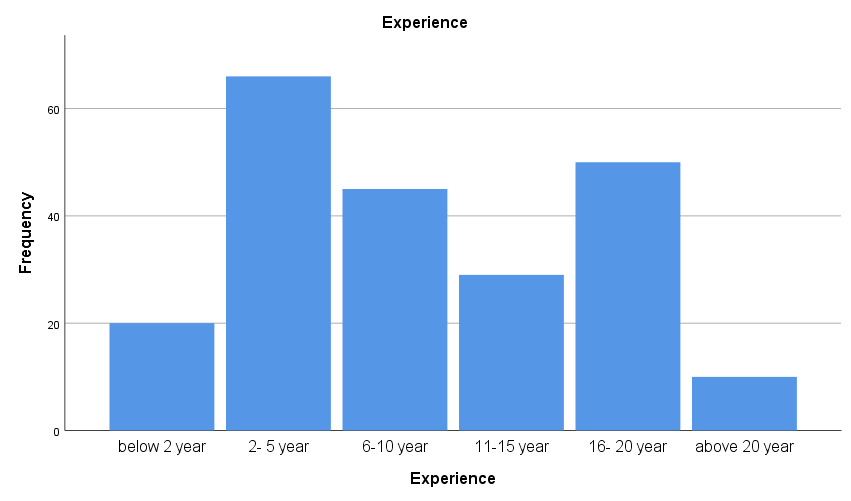 Experience
Frequency
60
40
20
0
below 2 year
2- 5 year
6-10 year
11-15 year
16- 20 year
above 20 year
Experience